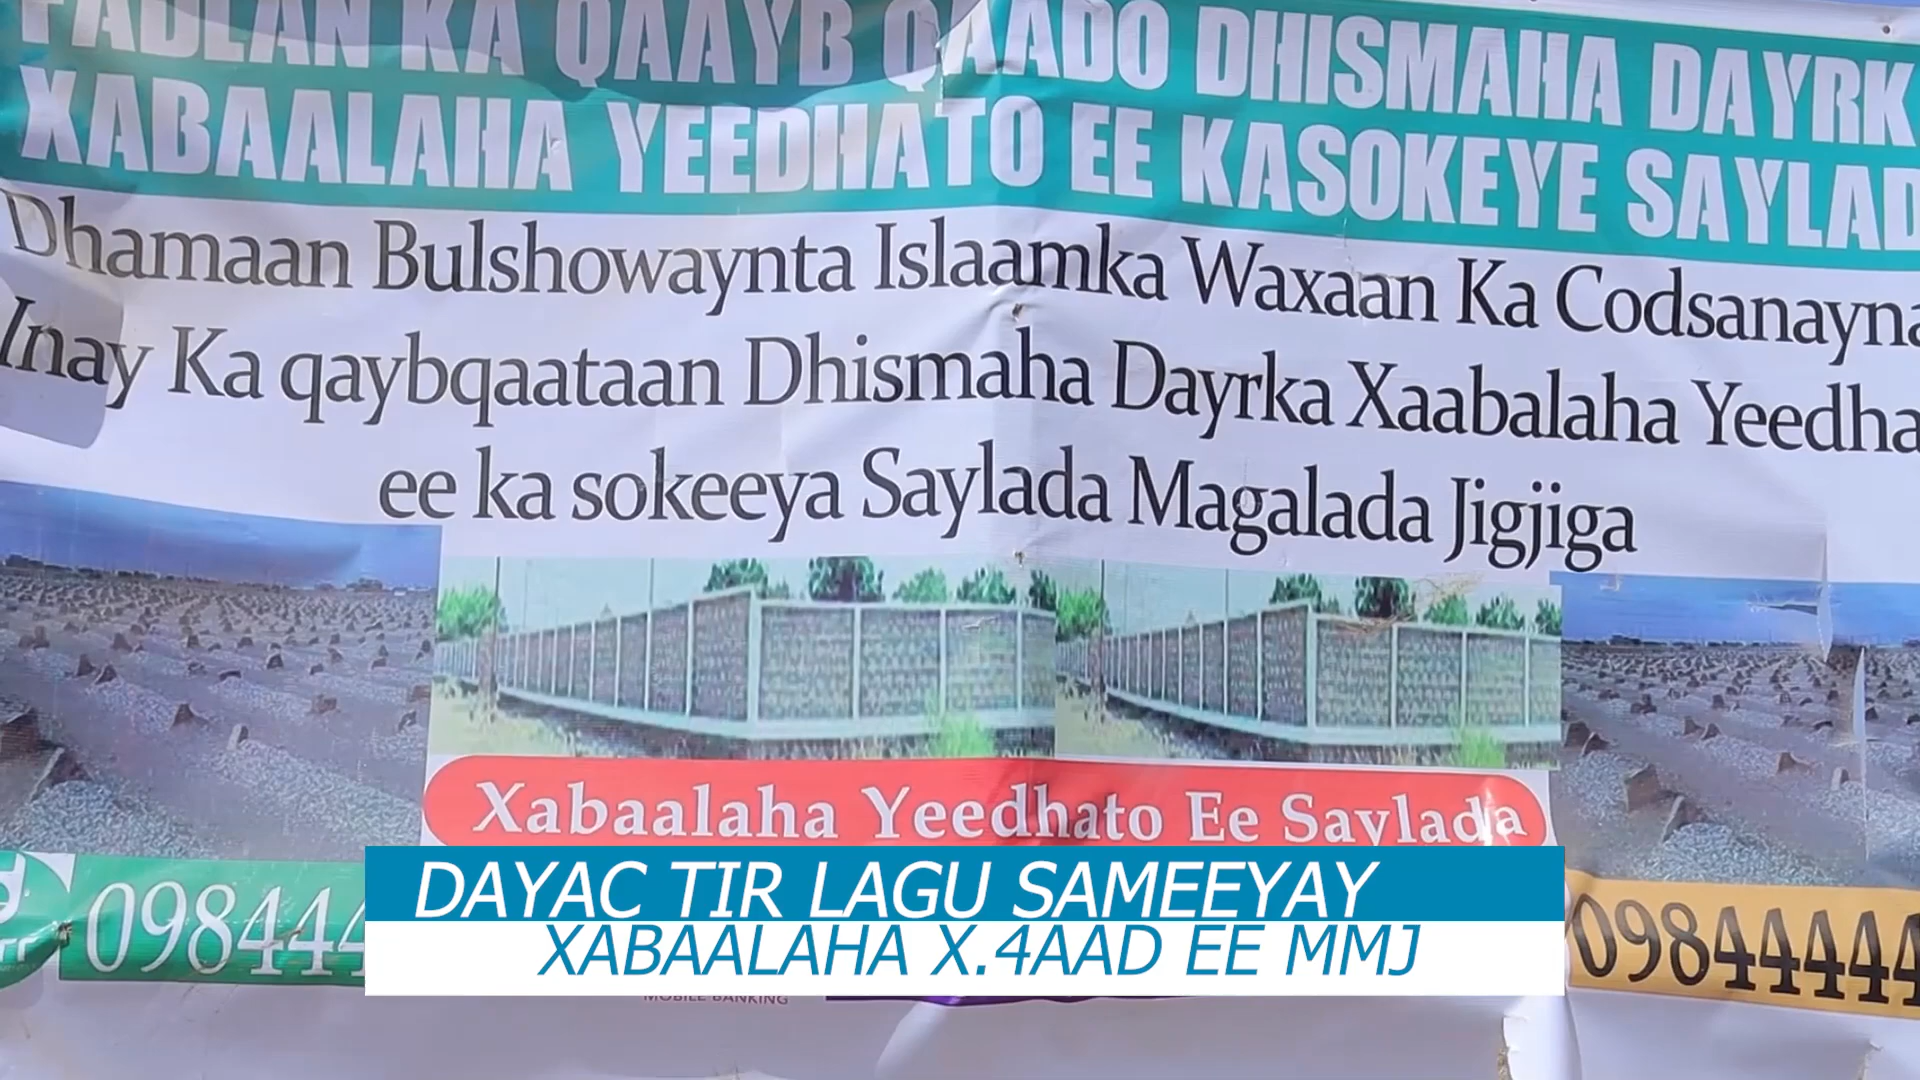 FADLAN KA QAAYB QAADO DHISMAHA DAYRK
XABAALAHA YEEDHATO EE KASOKEYE SAYLAD
Dhamaan Bulshowaynta Islaamka Waxaan Ka Codsanayna
Inay Ka qaybqaataan Dhismaha Dayrka Xaabalaha Yeedha
ee ka sokeeya Saylada Magalada Jigjiga
Xabaalaha Yeedhato Ee Saylada
DAYAC TIR LAGU SAMEEYAY
XABAALAHA X.4AAD EE MMJ
098444
09844444
MOBILE BANKING